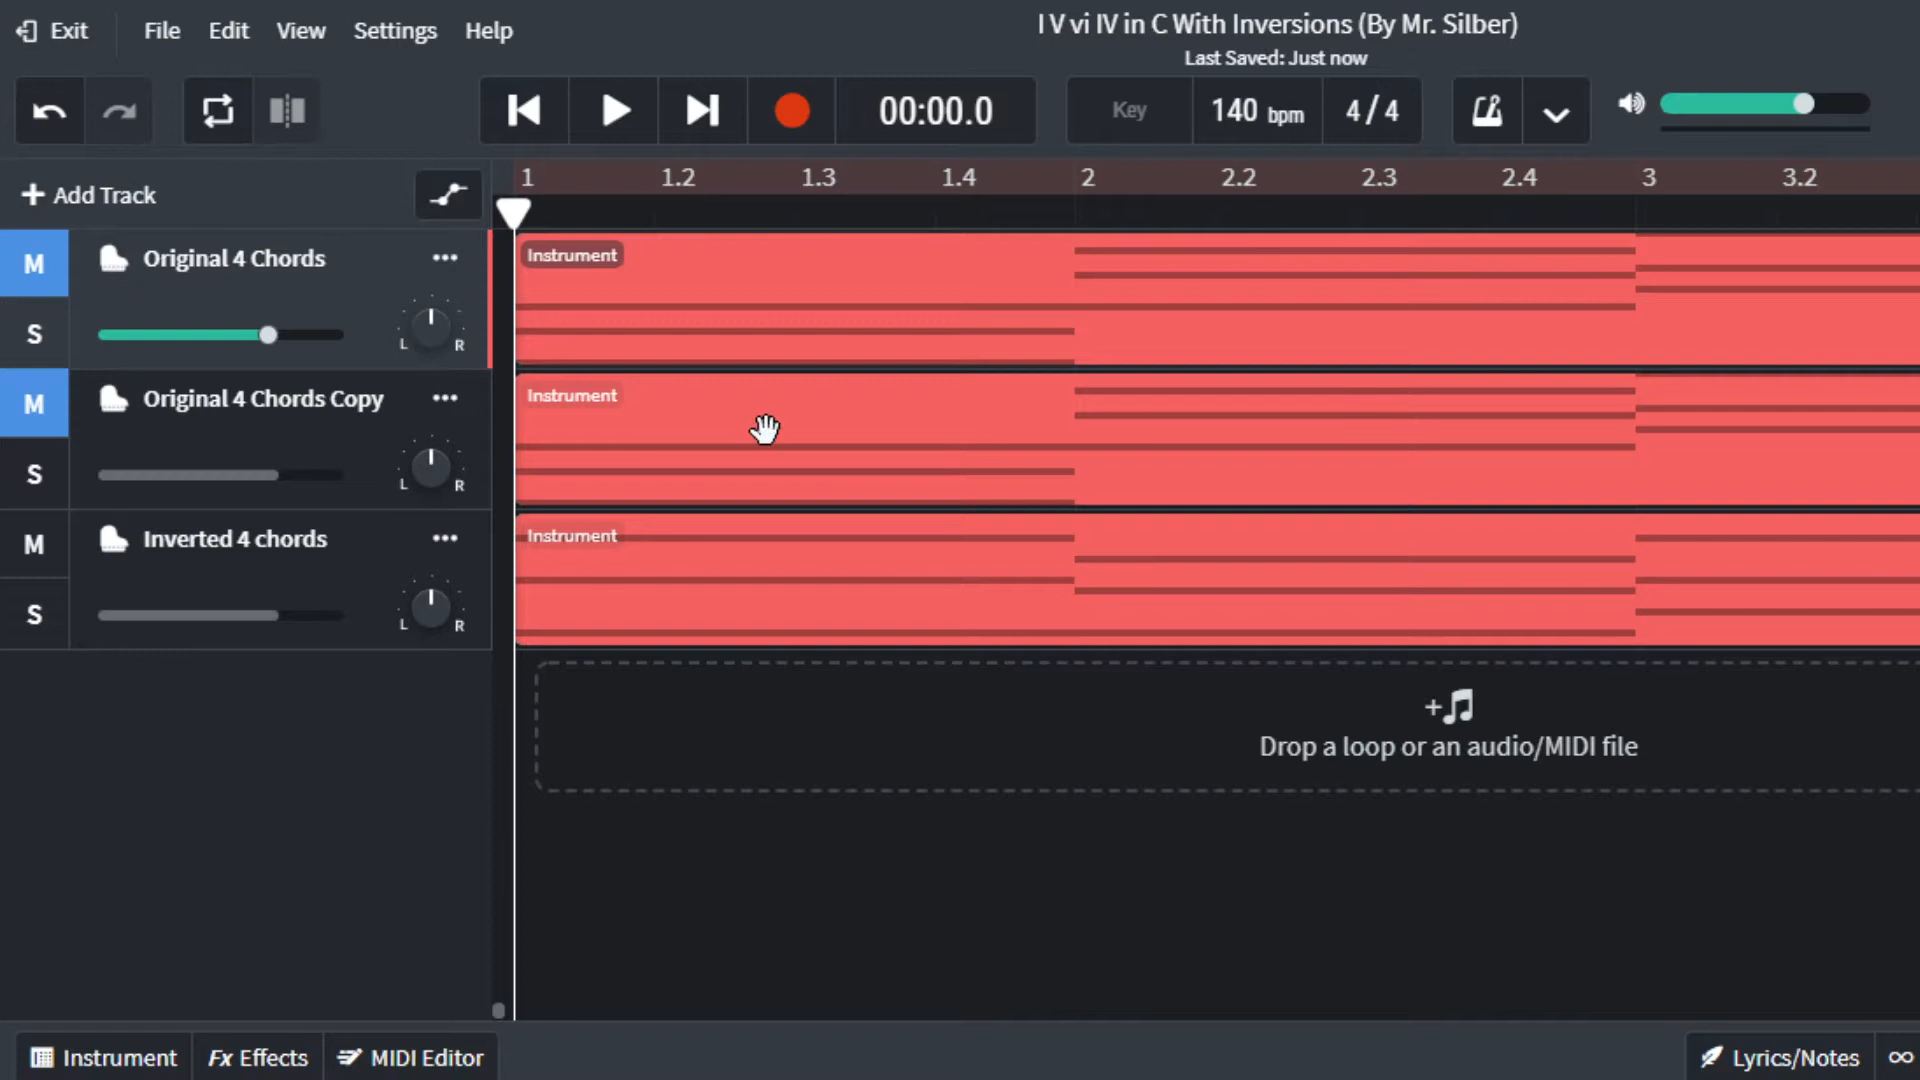 Exit File Edit View Settings Help
I V vi IV in C With Inversions (By Mr. Silber)
Last Saved: Just now
00:00.0 Key 140 bpm 4 / 4
+ Add Track
1 1.2 1.3 1.4 2 2.2 2.3 2.4 3 3.2
M Original 4 Chords
S L R
Instrument
M Original 4 Chords Copy
S L R
Instrument
M Inverted 4 chords
S L R
Instrument
Drop a loop or an audio/MIDI file
Instrument Fx Effects MIDI Editor Lyrics/Notes